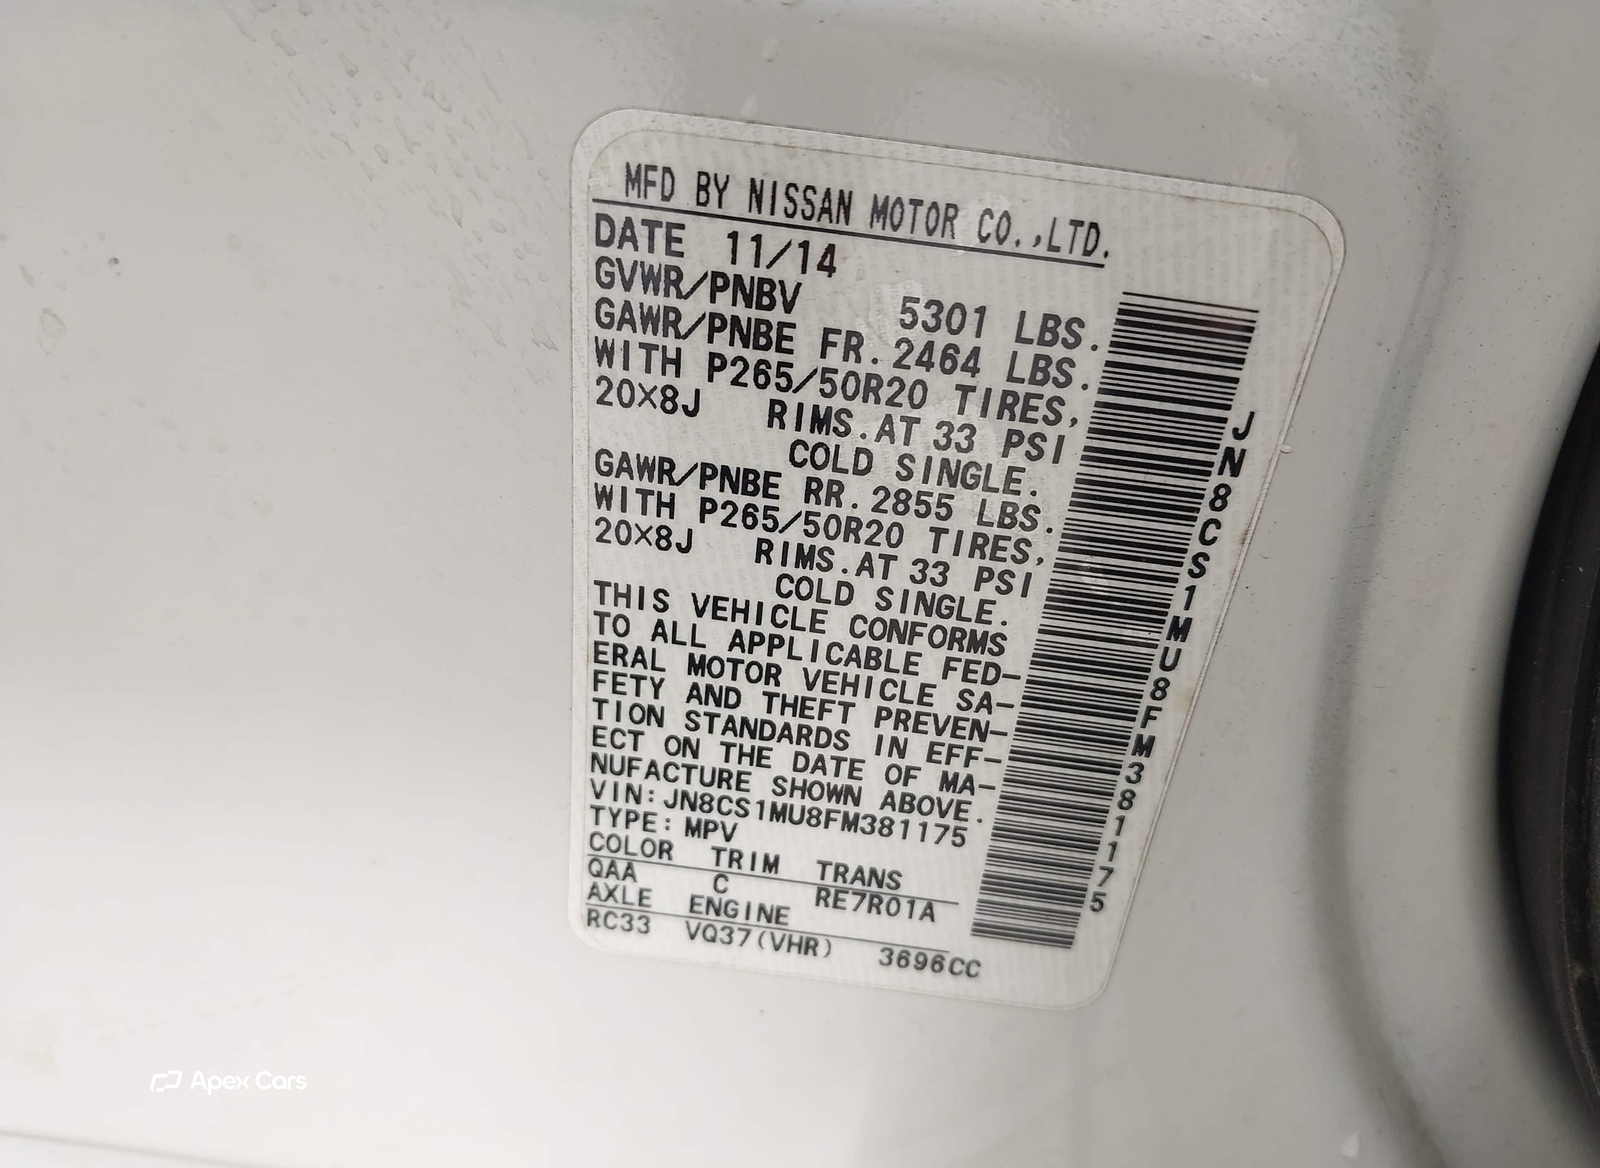 MFD BY NISSAN MOTOR CO.,LTD.
DATE 11/14
GVWR/PNBV 5301 LBS.
GAWR/PNBE FR. 2464 LBS.
WITH P265/50R20 TIRES,
20X8J RIMS.AT 33 PSI
COLD SINGLE.
GAWR/PNBE RR. 2855 LBS.
WITH P265/50R20 TIRES,
20X8J RIMS.AT 33 PSI
COLD SINGLE.
THIS VEHICLE CONFORMS
TO ALL APPLICABLE FED-
ERAL MOTOR VEHICLE SA-
FETY AND THEFT PREVEN-
TION STANDARDS IN EFF-
ECT ON THE DATE OF MA-
NUFACTURE SHOWN ABOVE.
VIN: JN8CS1MU8FM381175
TYPE: MPV
COLOR TRIM TRANS
QAA C RE7R01A
AXLE ENGINE
RC33 VQ37(VHR) 3696CC
JN8CS1MU8FM381175
Apex Cars